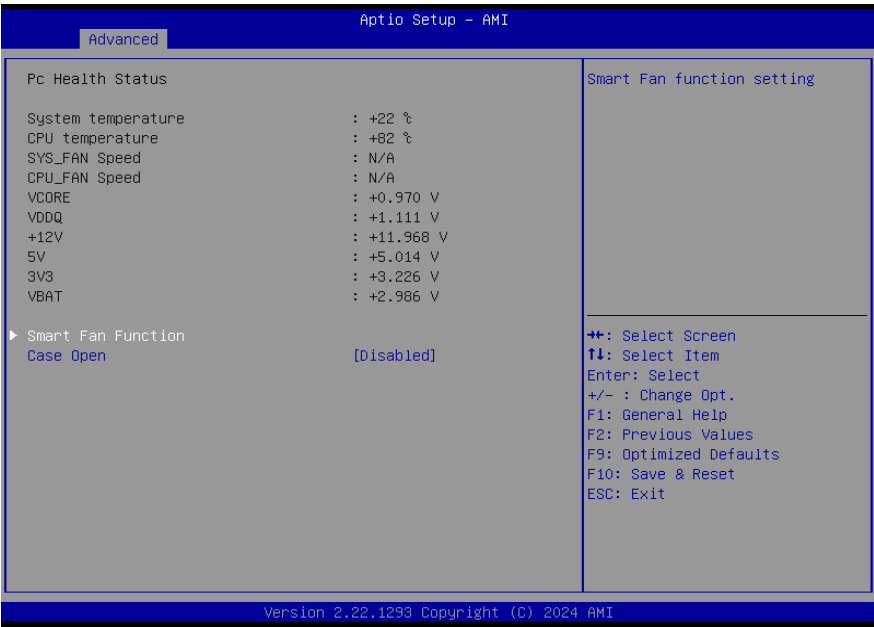 Aptio Setup – AMI
Advanced
Pc Health Status
System temperature : +22 ℃
CPU temperature : +82 ℃
SYS_FAN Speed : N/A
CPU_FAN Speed : N/A
VCORE : +0.970 V
VDDQ : +1.111 V
+12V : +11.968 V
5V : +5.014 V
3V3 : +3.226 V
VBAT : +2.986 V
▶ Smart Fan Function
Case Open [Disabled]
Smart Fan function setting
→←: Select Screen
↑↓: Select Item
Enter: Select
+/- : Change Opt.
F1: General Help
F2: Previous Values
F9: Optimized Defaults
F10: Save & Reset
ESC: Exit
Version 2.22.1293 Copyright (C) 2024 AMI